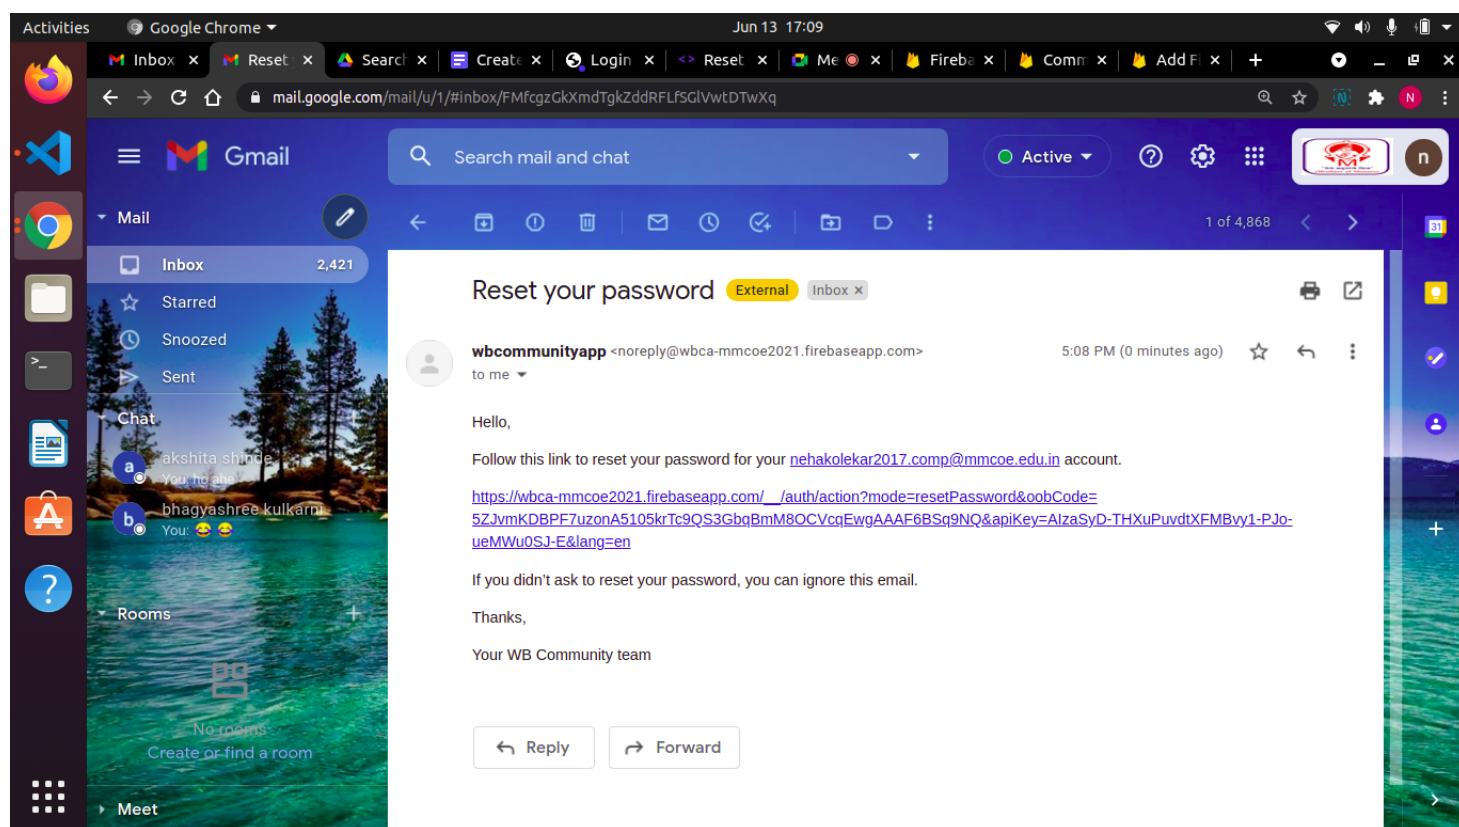 Activities Google Chrome Jun 13 17:09
Inbox Reset Search Create Login Reset Me Fireba Comm Add Fi
mail.google.com/mail/u/1/#inbox/FMfcgzGkXmdTgkZddRFLfSGlVwtDTwXq
N N
Gmail
Search mail and chat
Active
n
Mail
1 of 4,868
31
Inbox 2,421
Starred
Snoozed
Sent
Chat
a akshita shinde
You: ho ahe
b bhagyashree kulkarni
You: 😂 😂
Rooms
No rooms
Create or find a room
Meet
Reset your password External Inbox ×
wbcommunityapp <noreply@wbca-mmcoe2021.firebaseapp.com> 5:08 PM (0 minutes ago)
to me
Hello,
Follow this link to reset your password for your nehakolekar2017.comp@mmcoe.edu.in account.
https://wbca-mmcoe2021.firebaseapp.com/__/auth/action?mode=resetPassword&oobCode=
5ZJvmKDBPF7uzonA5105krTc9QS3GbqBmM8OCVcqEwgAAAF6BSq9NQ&apiKey=AIzaSyD-THXuPuvdtXFMBvy1-PJo-
ueMWu0SJ-E&lang=en
If you didn't ask to reset your password, you can ignore this email.
Thanks,
Your WB Community team
Reply Forward